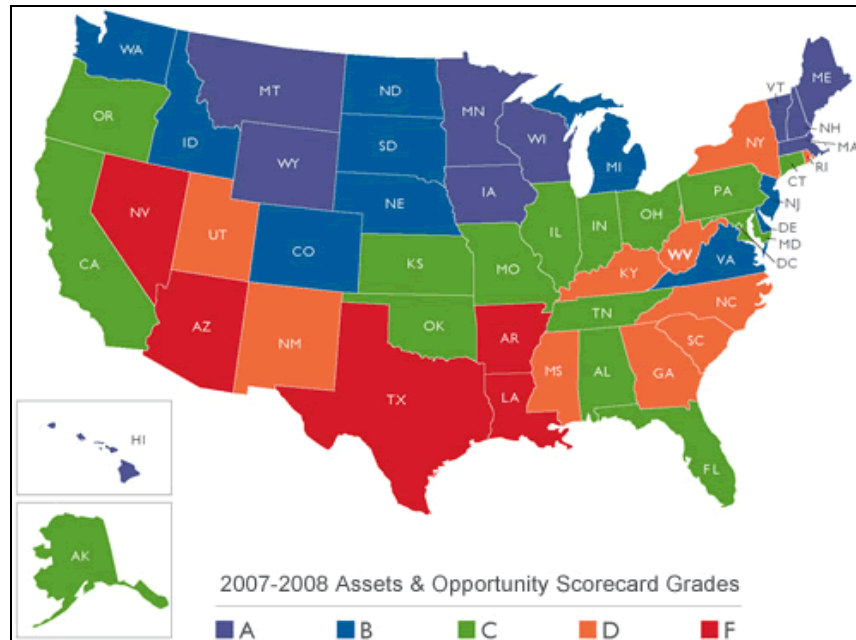 WA
MT
ND
MN
ME
VT
OR
ID
SD
WI
NH
MA
NY
MI
WY
RI
CT
IA
PA
NE
NJ
NV
OH
IL
IN
DE
UT
CO
MD
WV
VA
DC
CA
KS
MO
KY
NC
TN
AZ
OK
AR
SC
NM
MS
AL
GA
TX
LA
HI
FL
AK
2007-2008 Assets & Opportunity Scorecard Grades
A B C D F